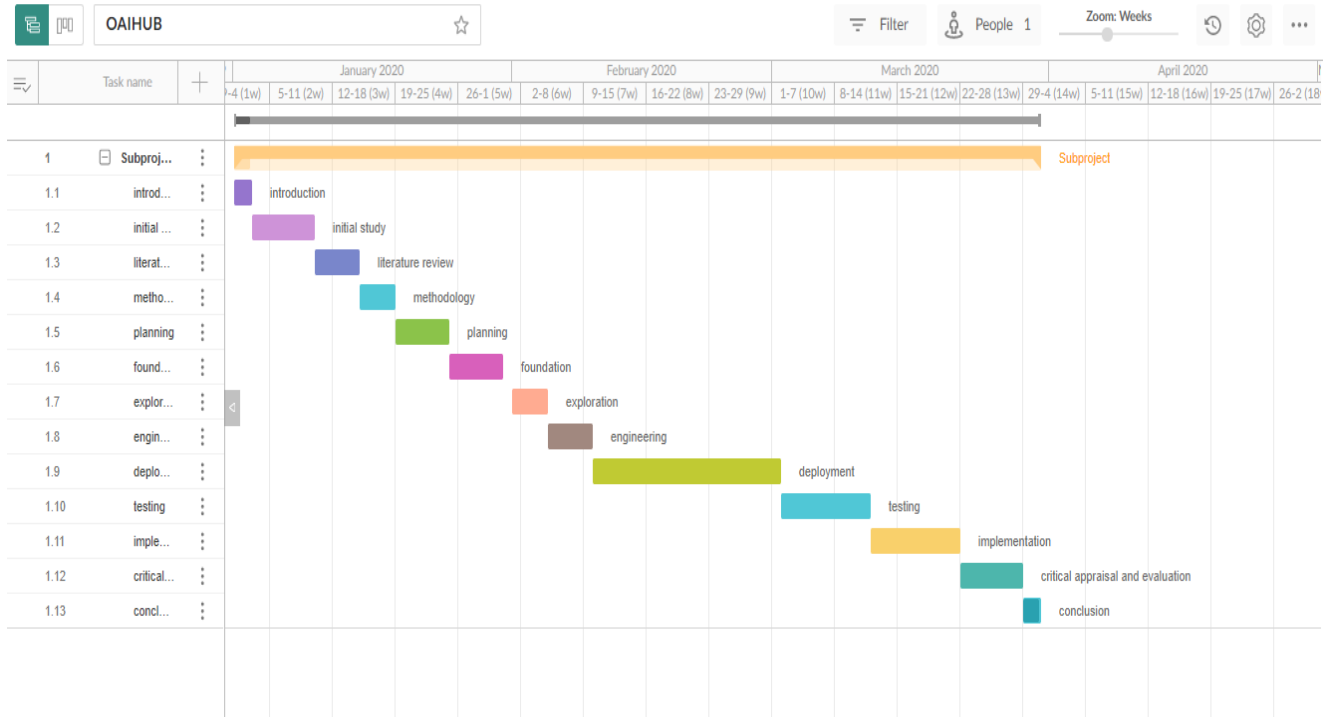 OAIHUB
Filter
People 1
Zoom: Weeks
Task name
January 2020
February 2020
March 2020
April 2020
-4 (1w) 5-11 (2w) 12-18 (3w) 19-25 (4w) 26-1 (5w) 2-8 (6w) 9-15 (7w) 16-22 (8w) 23-29 (9w) 1-7 (10w) 8-14 (11w) 15-21 (12w) 22-28 (13w) 29-4 (14w) 5-11 (15w) 12-18 (16w) 19-25 (17w) 26-2 (18
1 Subproj... Subproject
1.1 introd... introduction
1.2 initial ... initial study
1.3 literat... literature review
1.4 metho... methodology
1.5 planning planning
1.6 found... foundation
1.7 explor... exploration
1.8 engin... engineering
1.9 deplo... deployment
1.10 testing testing
1.11 imple... implementation
1.12 critical... critical appraisal and evaluation
1.13 concl... conclusion